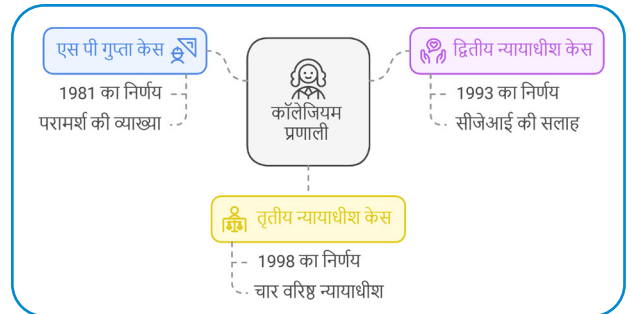 एस पी गुप्ता केस
1981 का निर्णय
परामर्श की व्याख्या
कॉलेजियम
प्रणाली
द्वितीय न्यायाधीश केस
1993 का निर्णय
सीजेआई की सलाह
तृतीय न्यायाधीश केस
1998 का निर्णय
चार वरिष्ठ न्यायाधीश